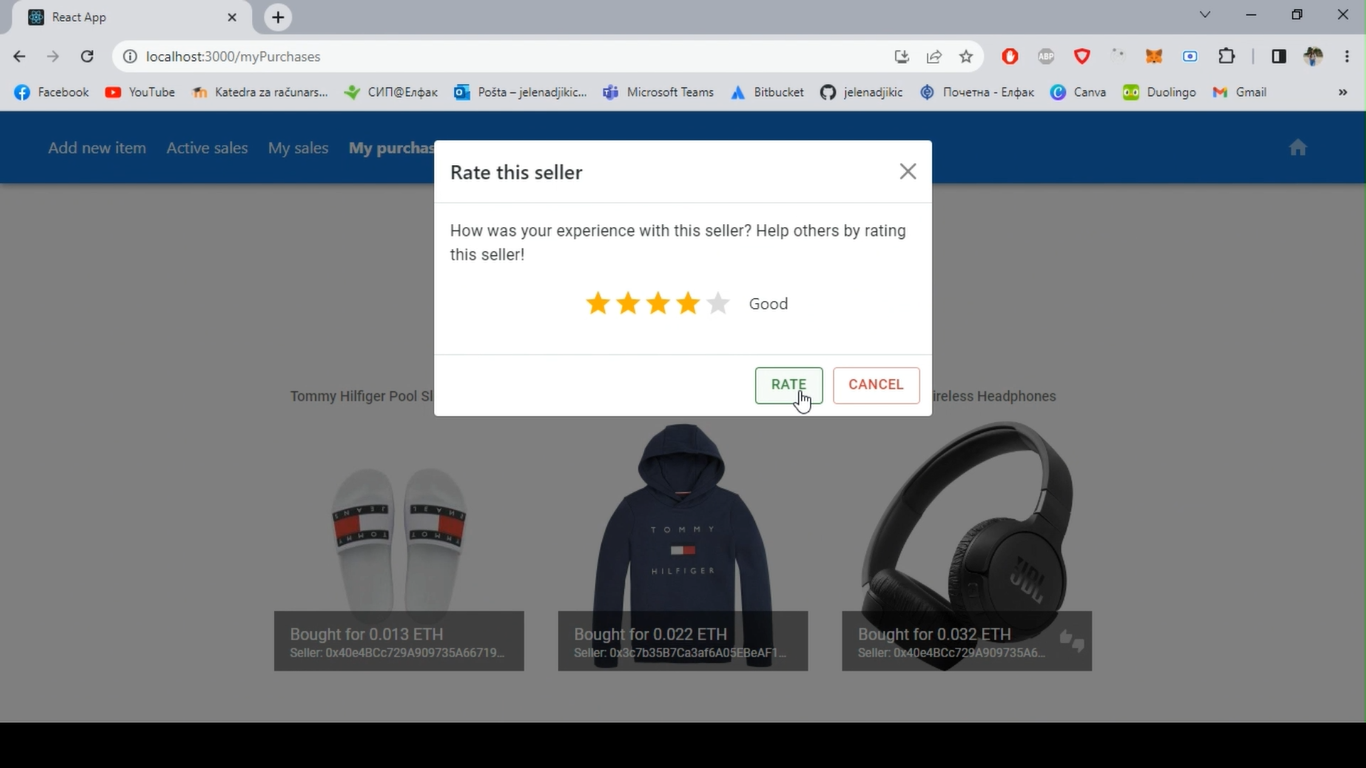 React App
localhost:3000/myPurchases
Facebook YouTube Katedra za računars... СИП@Елфак Pošta – jelenadjikic... Microsoft Teams Bitbucket jelenadjikic Почетна - Елфак Canva Duolingo Gmail »
Add new item Active sales My sales My purchas
Rate this seller
How was your experience with this seller? Help others by rating
this seller!
Good
RATE CANCEL
Tommy Hilfiger Pool Sl
ireless Headphones
TOMMY
HILFIGER
JBL
Bought for 0.013 ETH
Seller: 0x40e4BCc729A909735A66719...
Bought for 0.022 ETH
Seller: 0x3c7b35B7Ca3af6A05EBeAF1...
Bought for 0.032 ETH
Seller: 0x40e4BCc729A909735A6...